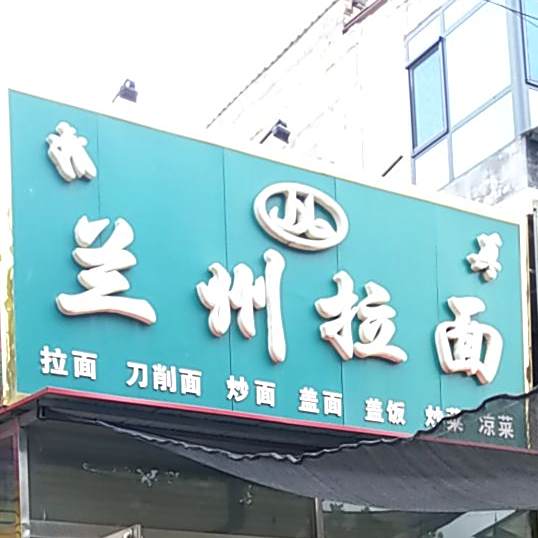 兰州拉面
拉面 刀削面 炒面 盖面 盖饭 炒菜 凉菜